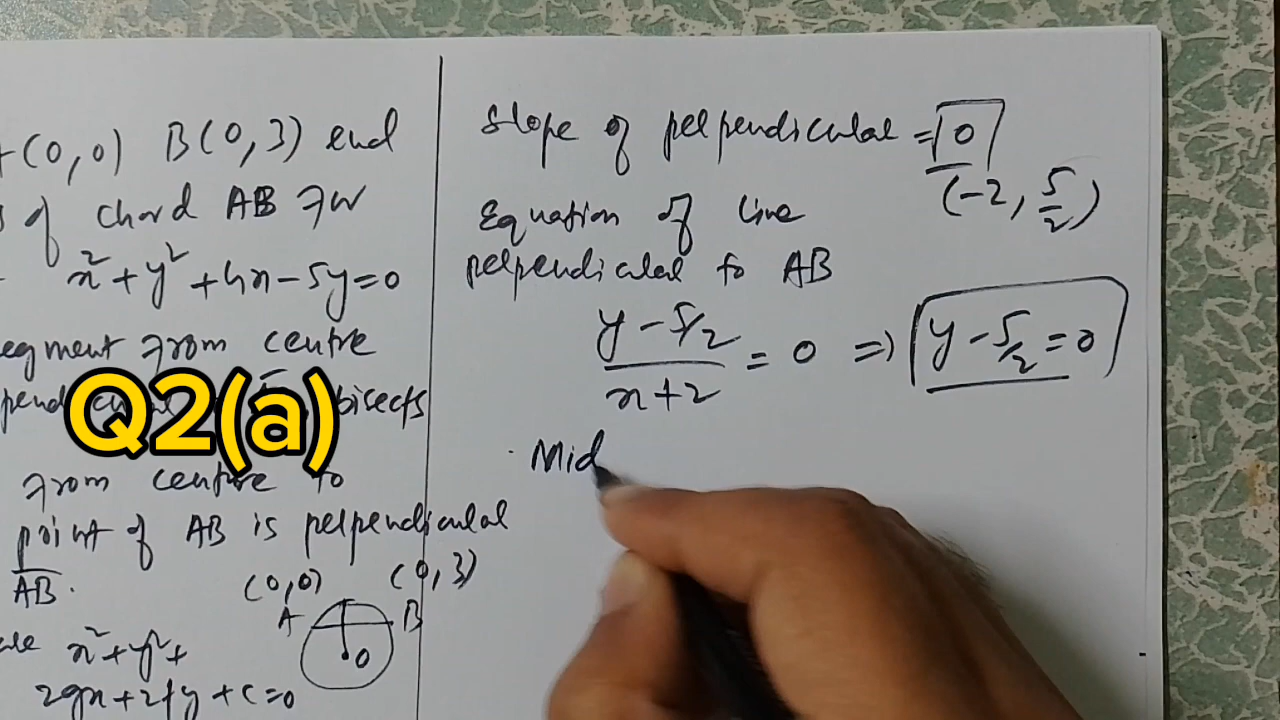 (0,0) B(0,3) end
of chord AB for
x²+y²+4x-5y=0
segment from centre
bisects
Q2(a)
from centre to
point of AB is perpendicular
AB.
(0,0) (0,3)
A B
O
x²+y²+
2gx+2fy+c=0
Slope of perpendicular = 0
(-2, 5/2)
Equation of line
perpendicular to AB
y-5/2 / x+2 = 0 => y-5/2=0
Mid